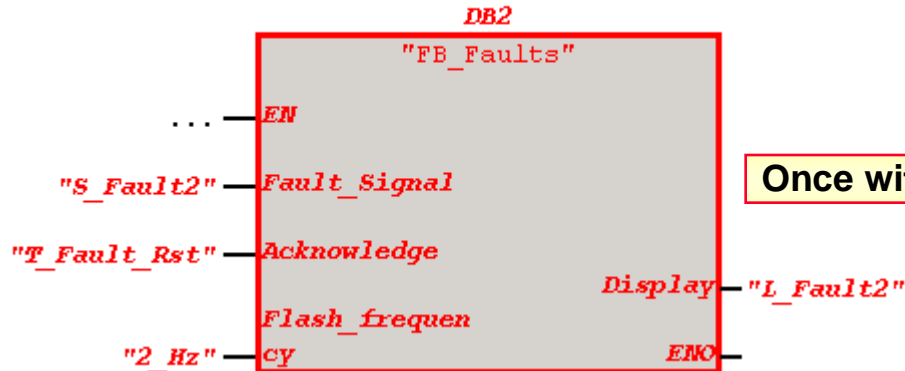 DB2
"FB_Faults"
... EN
"S_Fault2" Fault_Signal
Once wi
"T_Fault_Rst" Acknowledge
Display "L_Fault2"
Flash_frequen
"2_Hz" cy
ENO